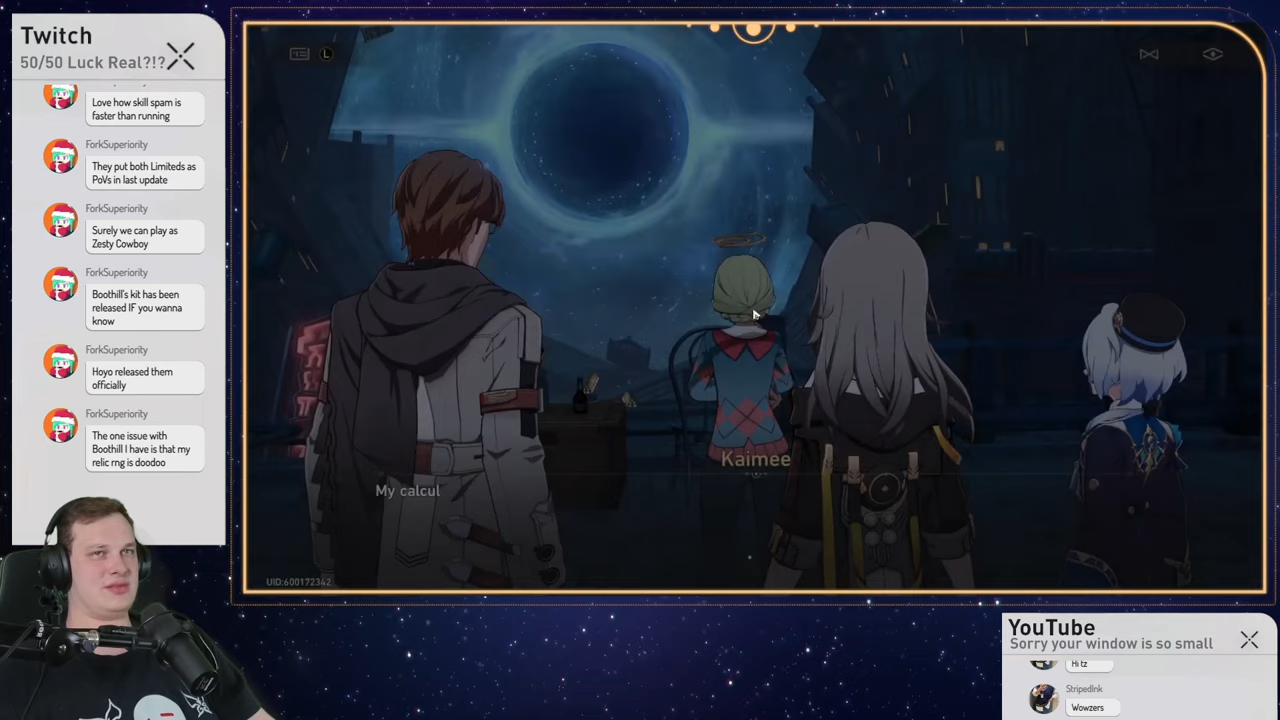 Twitch
50/50 Luck Real?!?
Love how skill spam is
faster than running
ForkSuperiority
They put both Limiteds as
PoVs in last update
ForkSuperiority
Surely we can play as
Zesty Cowboy
ForkSuperiority
Boothill's kit has been
released IF you wanna
know
ForkSuperiority
Hoyo released them
officially
ForkSuperiority
The one issue with
Boothill I have is that my
relic rng is doodoo
L
Kaimee
My calcul
UID:600172342
YouTube
Sorry your window is so small
Hi tz
StripedInk
Wowzers